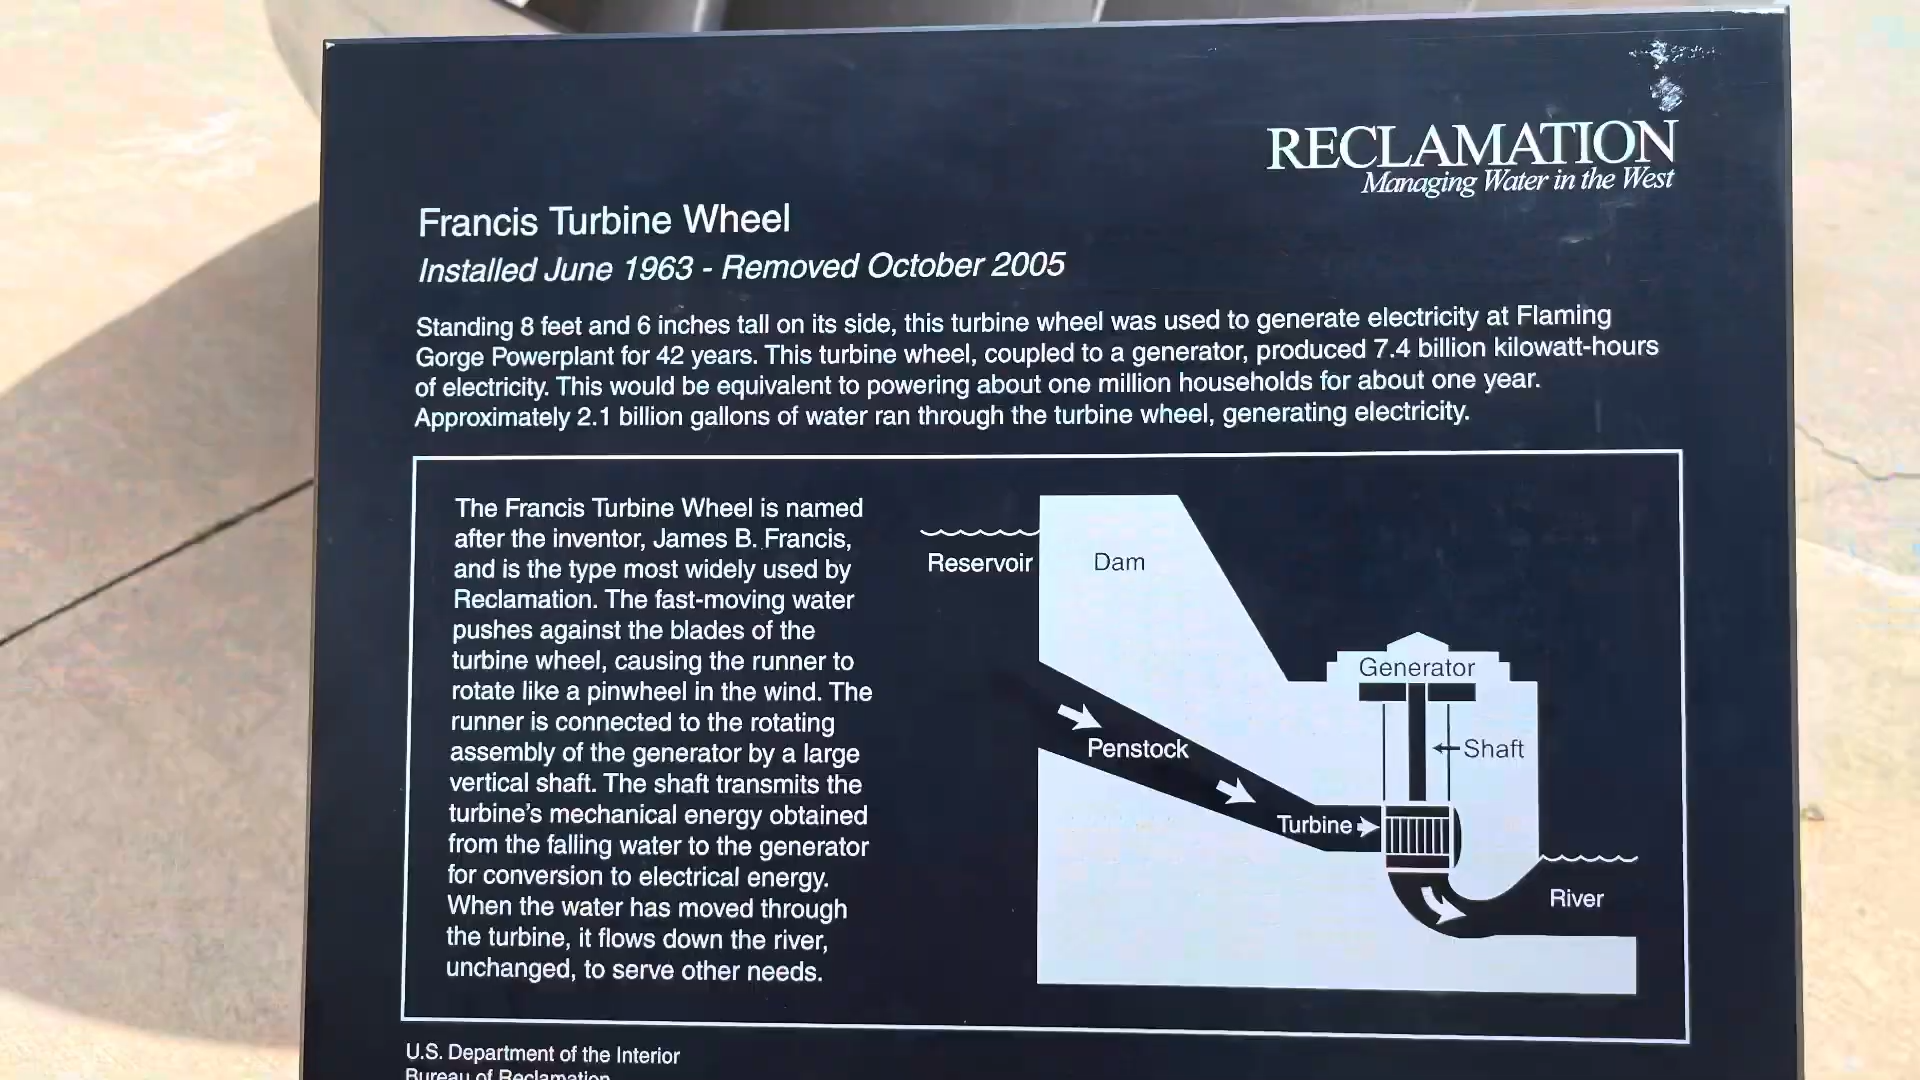 RECLAMATION
Managing Water in the West
Francis Turbine Wheel
Installed June 1963 - Removed October 2005
Standing 8 feet and 6 inches tall on its side, this turbine wheel was used to generate electricity at Flaming
Gorge Powerplant for 42 years. This turbine wheel, coupled to a generator, produced 7.4 billion kilowatt-hours
of electricity. This would be equivalent to powering about one million households for about one year.
Approximately 2.1 billion gallons of water ran through the turbine wheel, generating electricity.
The Francis Turbine Wheel is named
after the inventor, James B. Francis,
and is the type most widely used by
Reclamation. The fast-moving water
pushes against the blades of the
turbine wheel, causing the runner to
rotate like a pinwheel in the wind. The
runner is connected to the rotating
assembly of the generator by a large
vertical shaft. The shaft transmits the
turbine's mechanical energy obtained
from the falling water to the generator
for conversion to electrical energy.
When the water has moved through
the turbine, it flows down the river,
unchanged, to serve other needs.
Reservoir
Dam
Generator
Penstock
Shaft
Turbine
River
U.S. Department of the Interior
Bureau of Reclamation